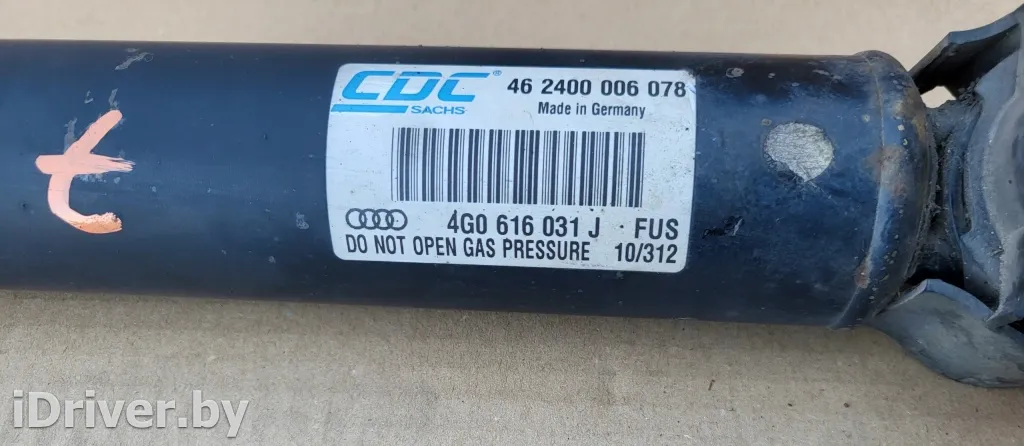 CDC® 46 2400 006 078
SACHS Made in Germany
4G0 616 031 J FUS
DO NOT OPEN GAS PRESSURE 10/312
iDriver.by